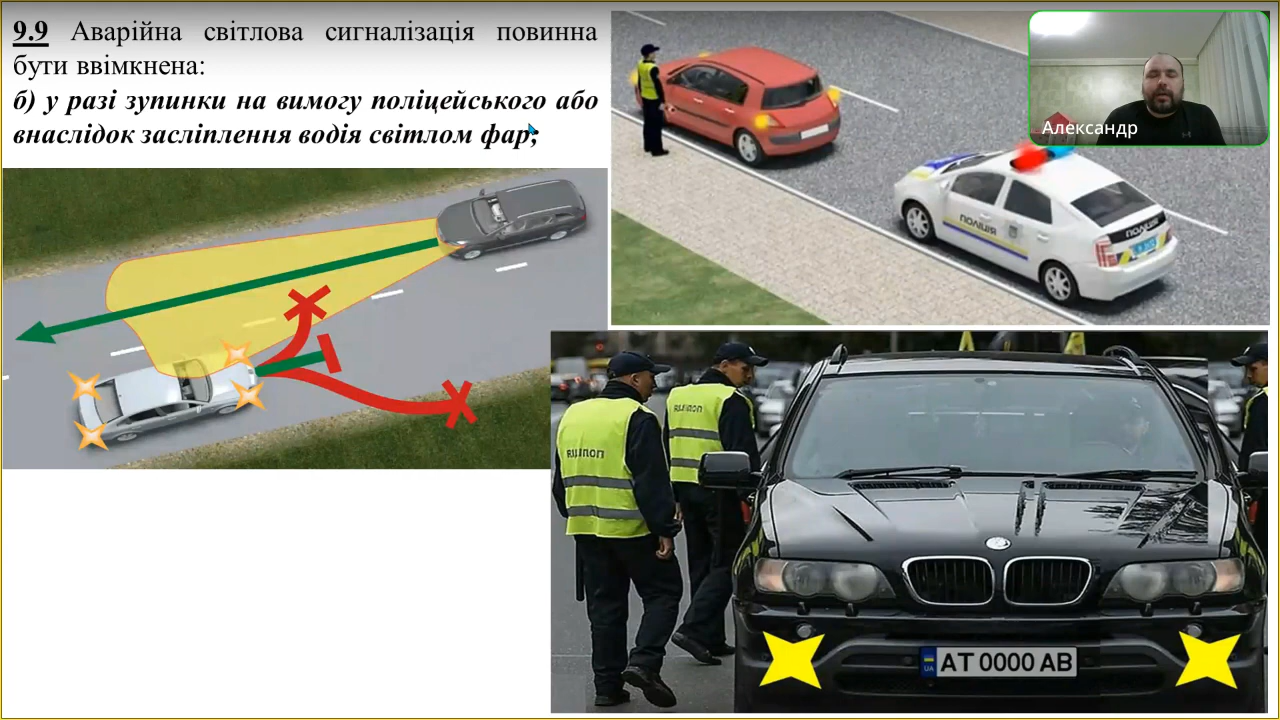 9.9 Аварійна світлова сигналізація повинна
бути ввімкнена:
б) у разі зупинки на вимогу поліцейського або
внаслідок засліплення водія світлом фар;
Александр
ПОЛІЦІЯ
ПОЛІЦІЯ
UA
АТ 0000 АВ